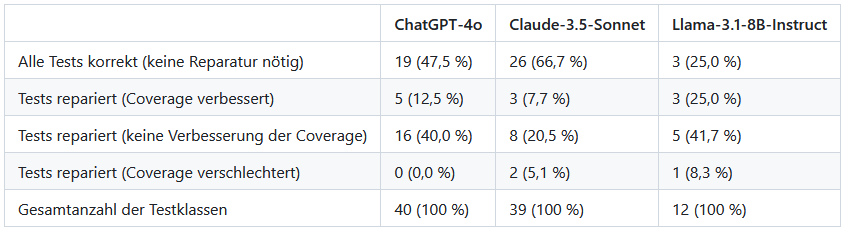 ChatGPT-4o Claude-3.5-Sonnet Llama-3.1-8B-Instruct
Alle Tests korrekt (keine Reparatur nötig) 19 (47,5 %) 26 (66,7 %) 3 (25,0 %)
Tests repariert (Coverage verbessert) 5 (12,5 %) 3 (7,7 %) 3 (25,0 %)
Tests repariert (keine Verbesserung der Coverage) 16 (40,0 %) 8 (20,5 %) 5 (41,7 %)
Tests repariert (Coverage verschlechtert) 0 (0,0 %) 2 (5,1 %) 1 (8,3 %)
Gesamtanzahl der Testklassen 40 (100 %) 39 (100 %) 12 (100 %)